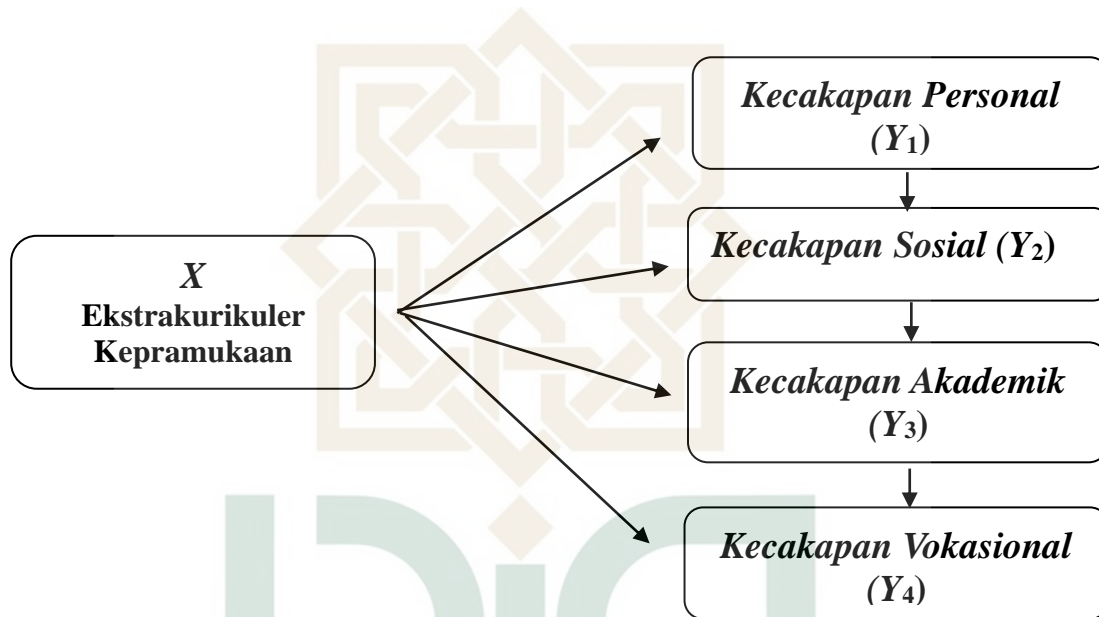 Kecakapan Personal
(Y₁)
Kecakapan Sosial (Y₂)
X
Ekstrakurikuler
Kepramukaan
Kecakapan Akademik
(Y₃)
Kecakapan Vokasional
(Y₄)